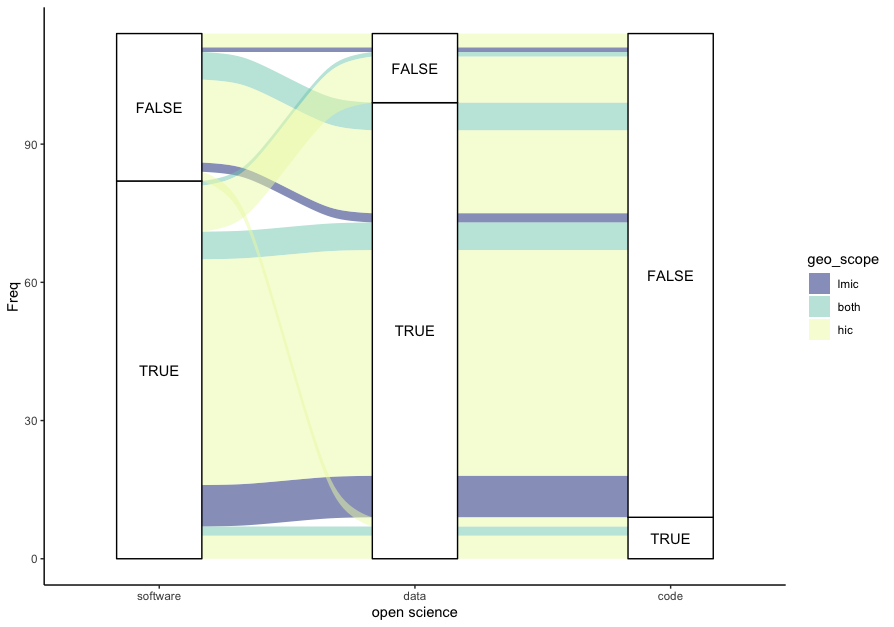 FALSE
FALSE
90
geo_scope
60
FALSE
lmic
Freq
both
TRUE
hic
TRUE
30
TRUE
0
software
data
code
open science